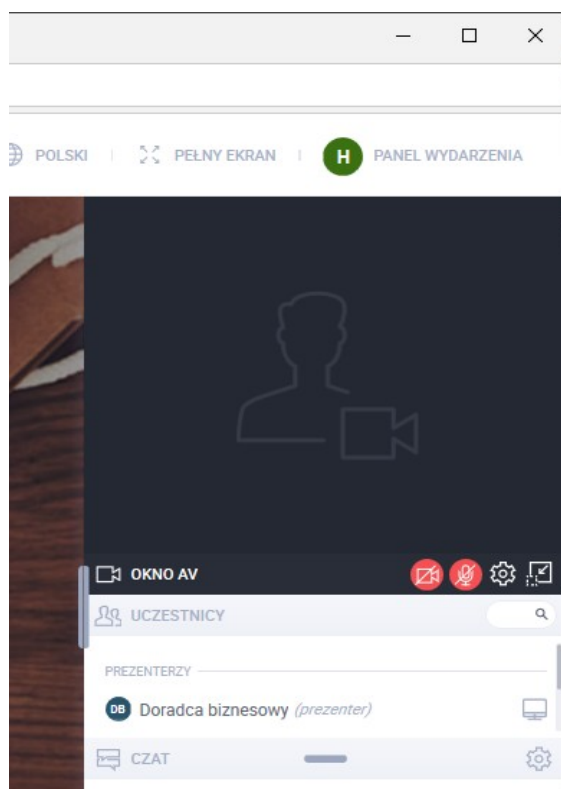 POLSKI PEŁNY EKRAN H PANEL WYDARZENIA
OKNO AV
UCZESTNICY
PREZENTERZY
DB Doradca biznesowy (prezenter)
CZAT